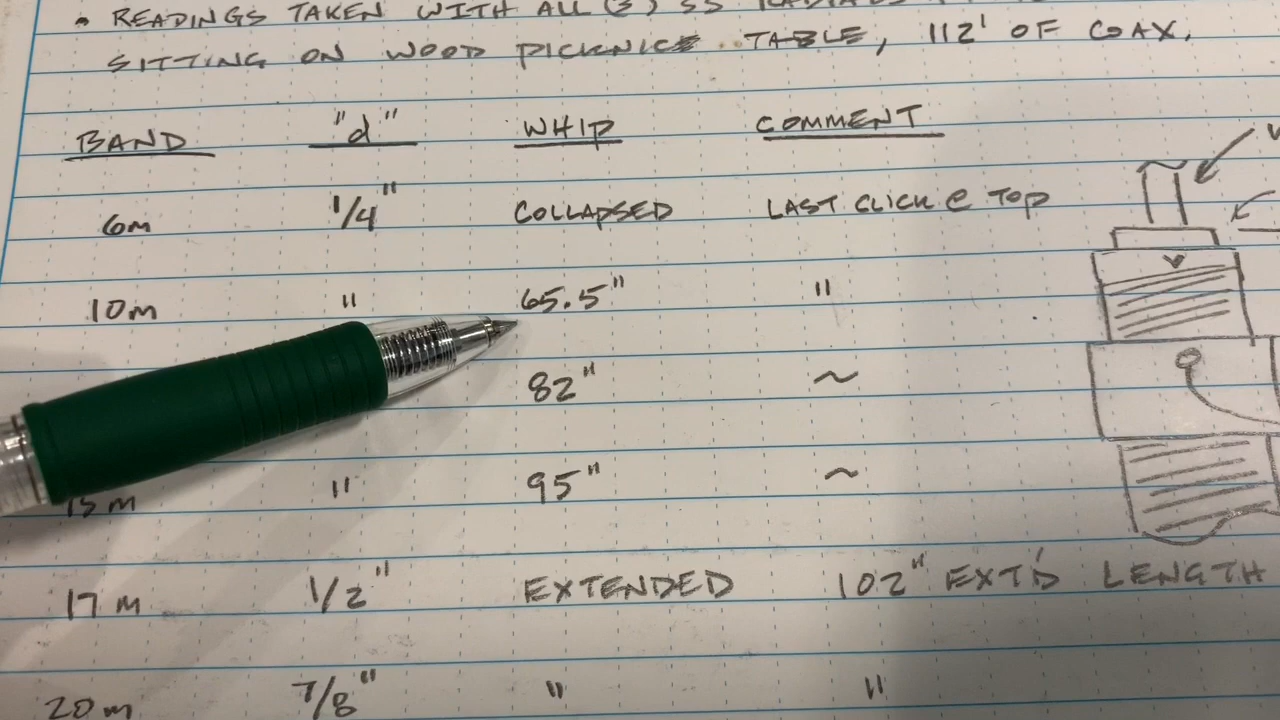 • READINGS TAKEN WITH ALL
SITTING ON WOOD PICKNICK TABLE, 112' OF COAX.
BAND "d" WHIP COMMENT
6m 1/4" COLLAPSED LAST CLICK @ TOP
10m " 65.5" "
82" ~
15m " 95" ~
17m 1/2" EXTENDED 102" EXT'D LENGTH
20m 7/8" " "